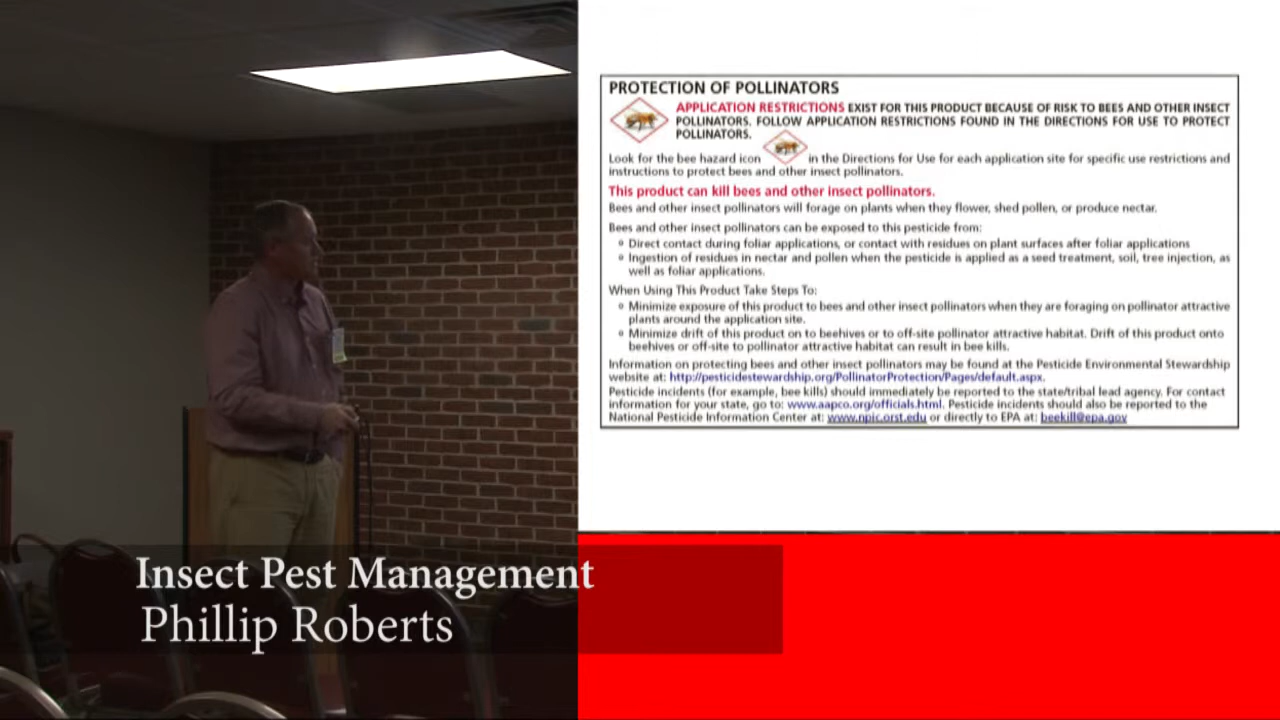 PROTECTION OF POLLINATORS
APPLICATION RESTRICTIONS EXIST FOR THIS PRODUCT BECAUSE OF RISK TO BEES AND OTHER INSECT
POLLINATORS. FOLLOW APPLICATION RESTRICTIONS FOUND IN THE DIRECTIONS FOR USE TO PROTECT
POLLINATORS.
Look for the bee hazard icon in the Directions for Use for each application site for specific use restrictions and
instructions to protect bees and other insect pollinators.
This product can kill bees and other insect pollinators.
Bees and other insect pollinators will forage on plants when they flower, shed pollen, or produce nectar.
Bees and other insect pollinators can be exposed to this pesticide from:
Direct contact during foliar applications, or contact with residues on plant surfaces after foliar applications
Ingestion of residues in nectar and pollen when the pesticide is applied as a seed treatment, soil, tree injection, as
well as foliar applications.
When Using This Product Take Steps To:
Minimize exposure of this product to bees and other insect pollinators when they are foraging on pollinator attractive
plants around the application site.
Minimize drift of this product on to beehives or to off-site pollinator attractive habitat. Drift of this product onto
beehives or off-site to pollinator attractive habitat can result in bee kills.
Information on protecting bees and other insect pollinators may be found at the Pesticide Environmental Stewardship
website at: http://pesticidestewardship.org/PollinatorProtection/Pages/default.aspx.
Pesticide incidents (for example, bee kills) should immediately be reported to the state/tribal lead agency. For contact
information for your state, go to: www.aapco.org/officials.html. Pesticide incidents should also be reported to the
National Pesticide Information Center at: www.npic.orst.edu or directly to EPA at: beekill@epa.gov
Insect Pest Management
Phillip Roberts